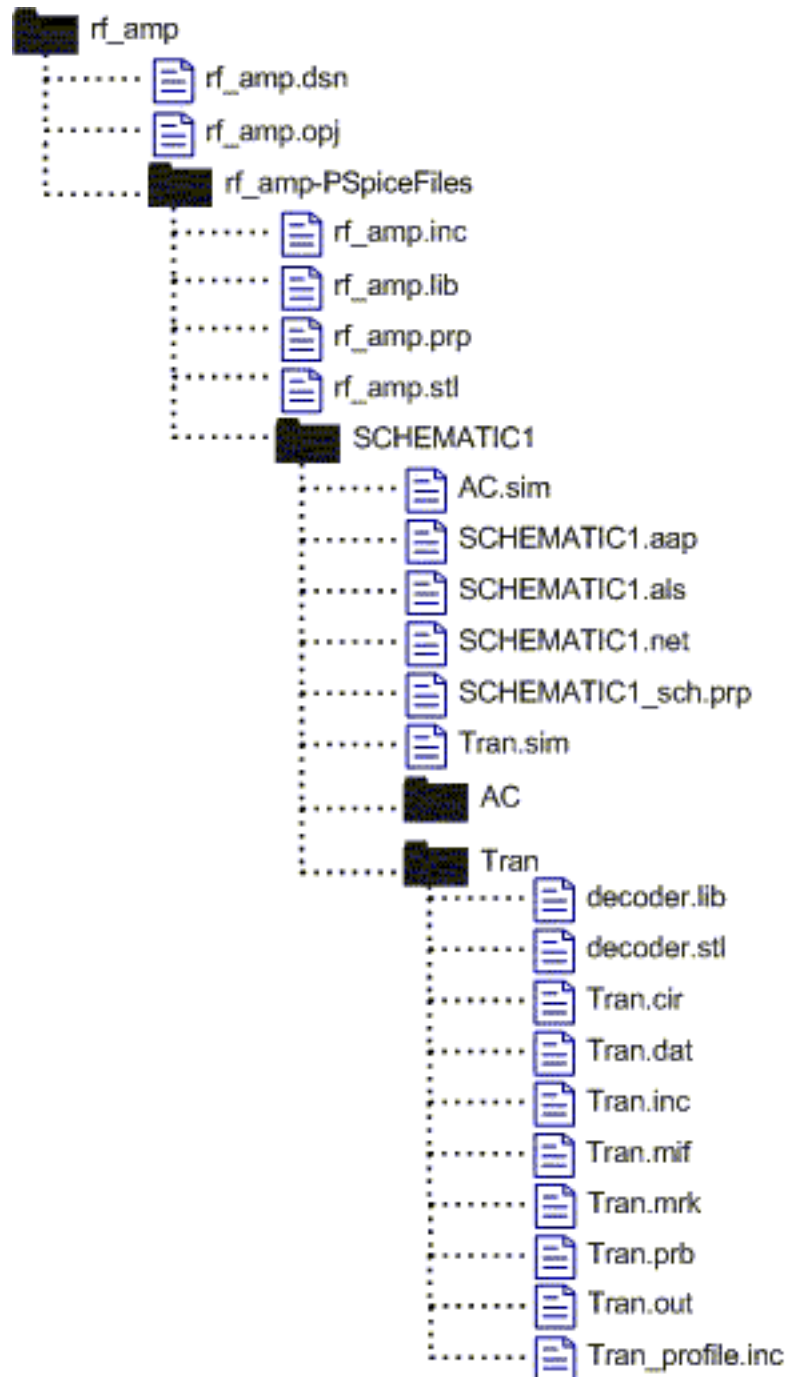 rf_amp
rf_amp.dsn
rf_amp.opj
rf_amp-PSpiceFiles
rf_amp.inc
rf_amp.lib
rf_amp.prp
rf_amp.stl
SCHEMATIC1
AC.sim
SCHEMATIC1.aap
SCHEMATIC1.als
SCHEMATIC1.net
SCHEMATIC1_sch.prp
Tran.sim
AC
Tran
decoder.lib
decoder.stl
Tran.cir
Tran.dat
Tran.inc
Tran.mif
Tran.mrk
Tran.prb
Tran.out
Tran_profile.inc